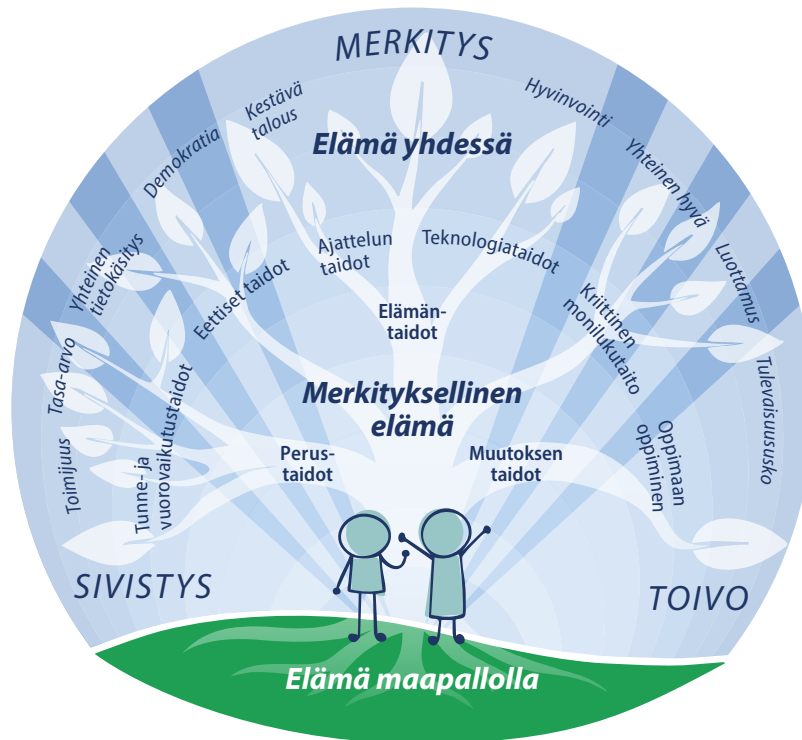 MERKITYS
Kestävä
talous
Demokratia
Hyvinvointi
Yhteinen hyvä
Elämä yhdessä
Yhteinen
tietokäsitys
Eettiset taidot
Ajattelun
taidot
Teknologiataidot
Luottamus
Elämän-
taidot
Kriittinen
monilukutaito
Tasa-arvo
Tulevaisuususko
Merkityksellinen
elämä
Toimijuus
Tunne- ja
vuorovaikutustaidot
Perus-
taidot
Muutoksen
taidot
Oppimaan
oppiminen
SIVISTYS
TOIVO
Elämä maapallolla